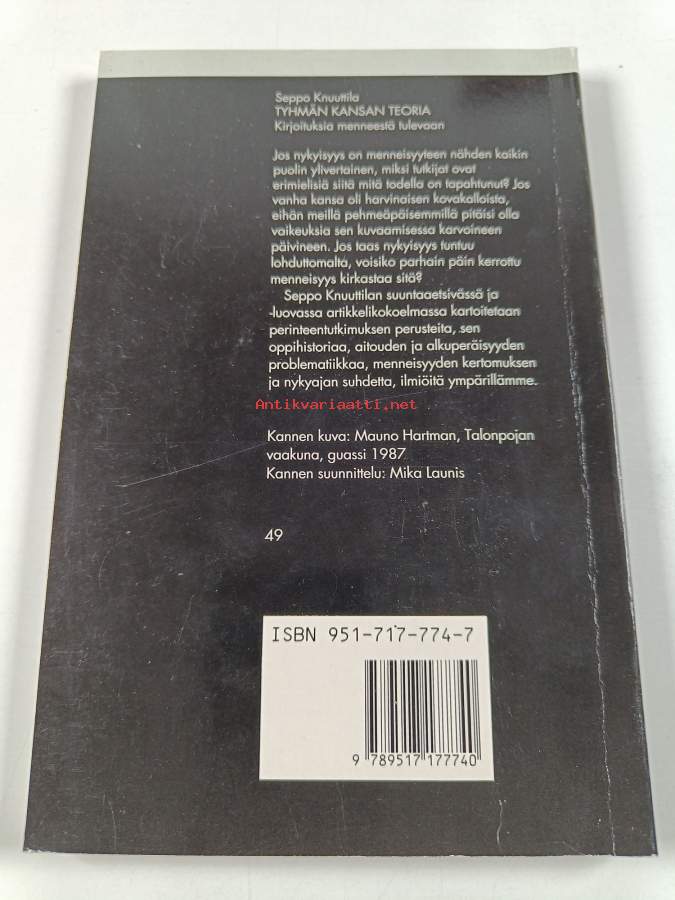 Seppo Knuuttila
TYHMÄN KANSAN TEORIA
Kirjoituksia menneestä tulevaan
Jos nykyisyys on menneisyyteen nähden kaikin
puolin ylivertainen, miksi tutkijat ovat
erimielisiä siitä mitä todella on tapahtunut? Jos
vanha kansa oli harvinaisen kovakalloista,
eihän meillä pehmeäpäisemmillä pitäisi olla
vaikeuksia sen kuvaamisessa karvoineen
päivineen. Jos taas nykyisyys tuntuu
lohduttomalta, voisiko parhain päin kerrottu
menneisyys kirkastaa sitä?
Seppo Knuuttilan suuntaaetsivässä ja
-luovassa artikkelikokoelmassa kartoitetaan
perinteentutkimuksen perusteita, sen
oppihistoriaa, aitouden ja alkuperäisyyden
problematiikkaa, menneisyyden kertomuksen
ja nykyajan suhdetta, ilmiöitä ympärillämme.
Antikvariaatti.net
Kannen kuva: Mauno Hartman, Talonpojan
vaakuna, guassi 1987
Kannen suunnittelu: Mika Launis
49
ISBN 951-717-774-7
9 789517 177740